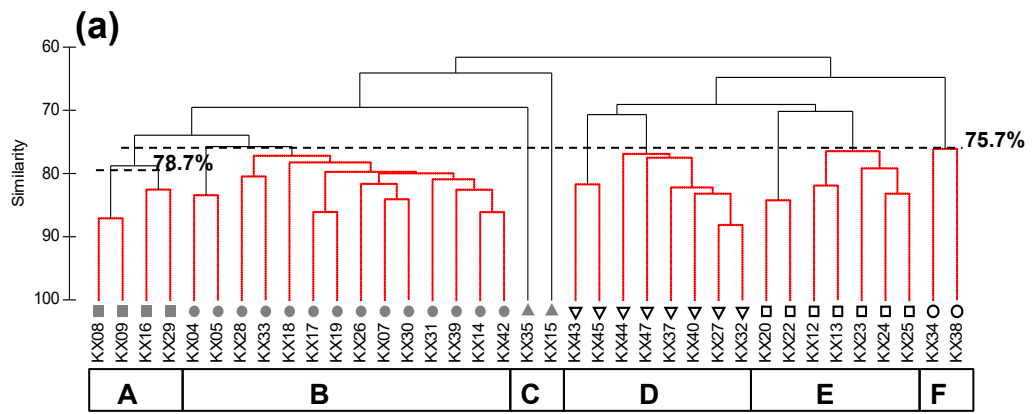 (a)
60
70
80
90
100
Similarity
75.7%
78.7%
KX08 KX09 KX16 KX29 KX04 KX05 KX28 KX33 KX18 KX17 KX19 KX26 KX07 KX30 KX31 KX39 KX14 KX42 KX35 KX15 KX43 KX45 KX44 KX47 KX37 KX40 KX27 KX32 KX20 KX22 KX12 KX13 KX23 KX24 KX25 KX34 KX38
A B C D E F